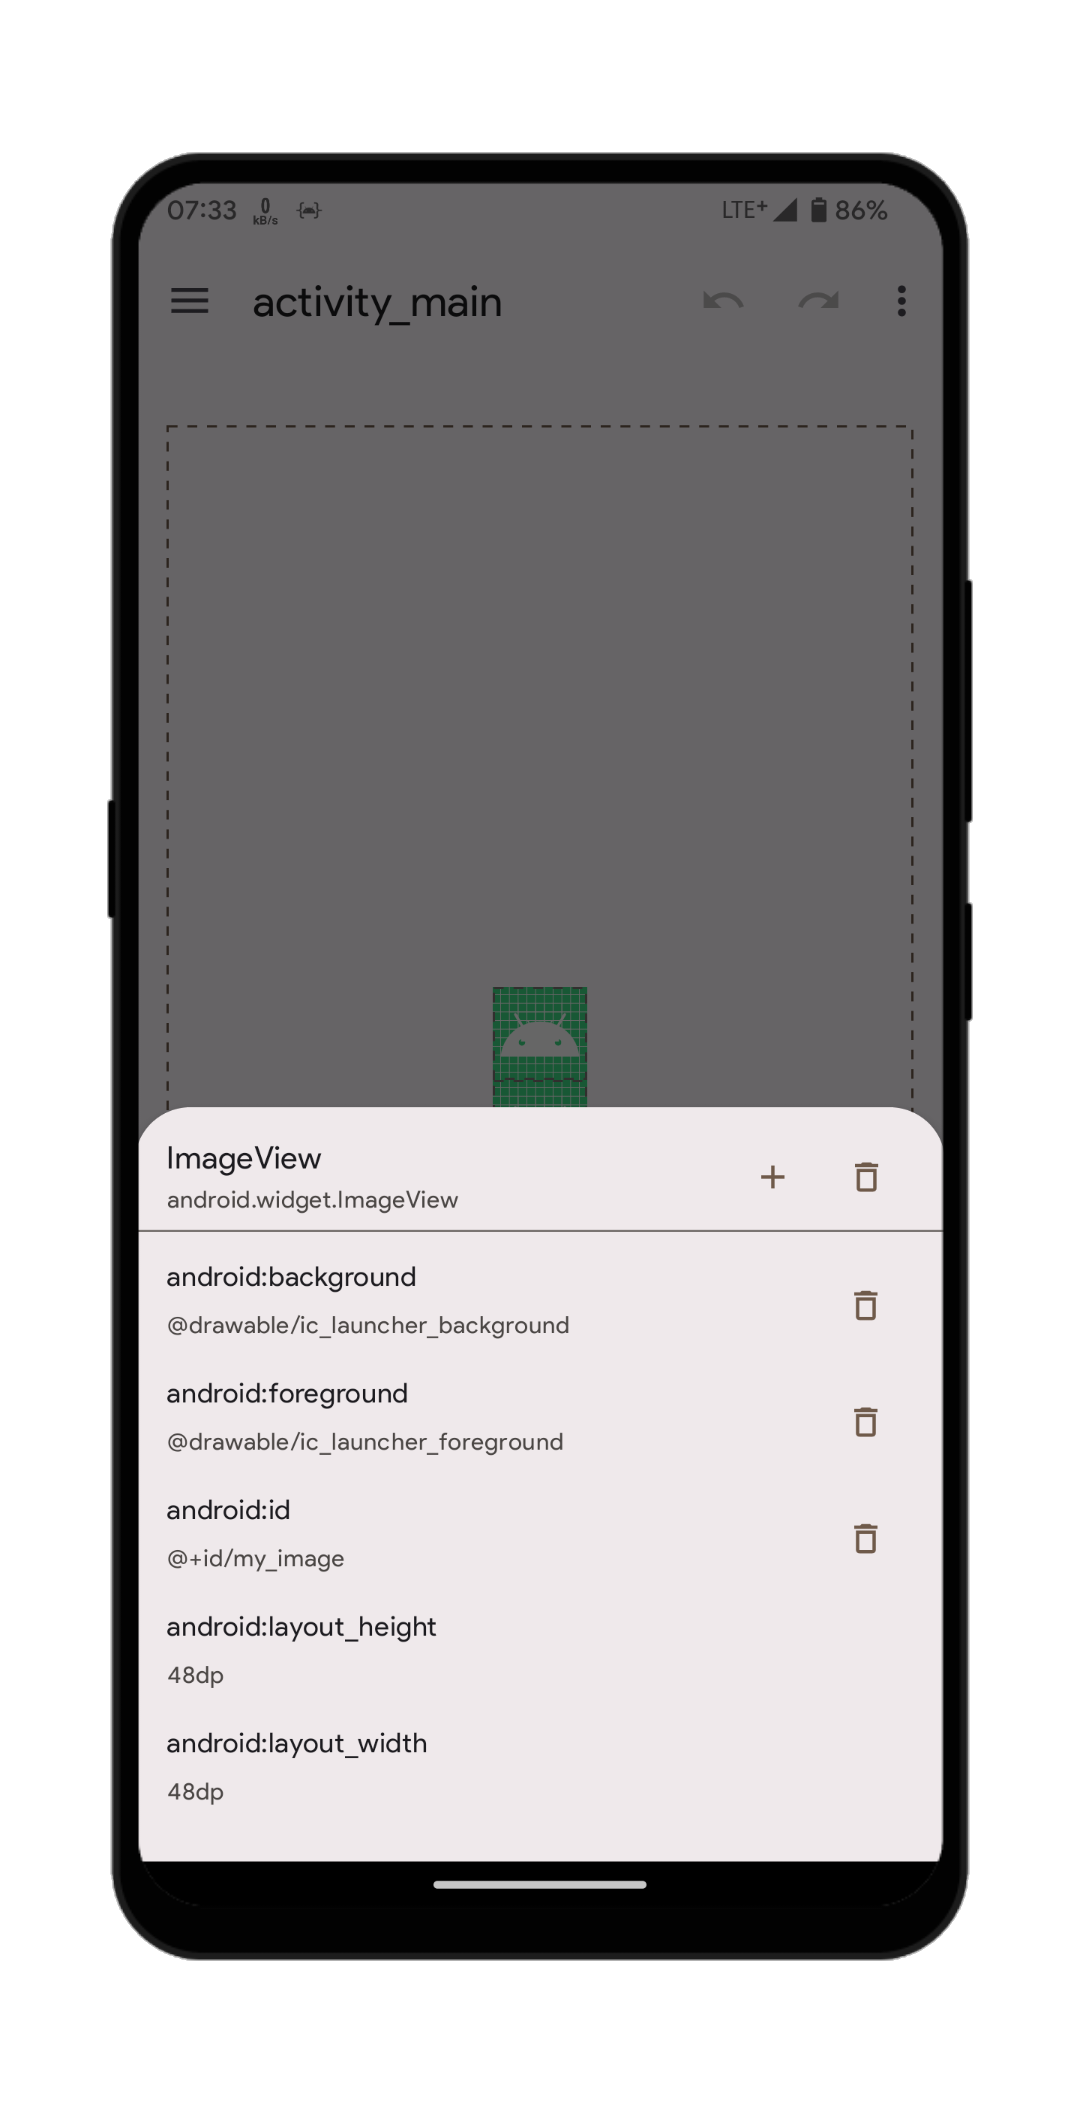 07:33 0 kB/s LTE+ 86%
activity_main
ImageView
android.widget.ImageView
android:background
@drawable/ic_launcher_background
android:foreground
@drawable/ic_launcher_foreground
android:id
@+id/my_image
android:layout_height
48dp
android:layout_width
48dp